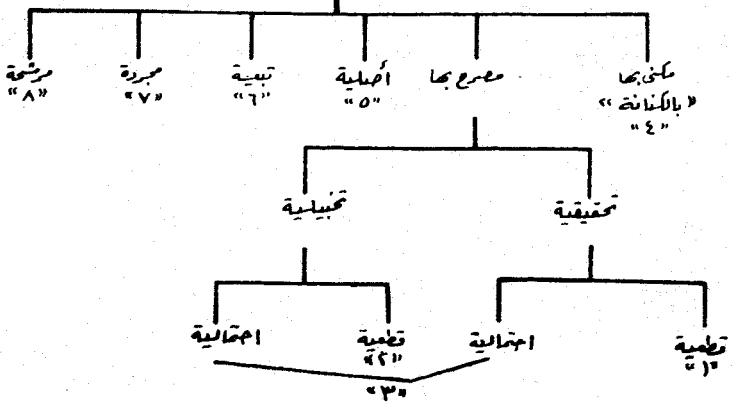 مكنى بها
«بالكناية»
«٤»
مصرح بها
أصلية
«٥»
تبعية
«٦»
مجردة
«٧»
مرشحة
«٨»
تحقيقية
تخييلية
قطعية
«١»
احتمالية
قطعية
«٢»
احتمالية
«٣»